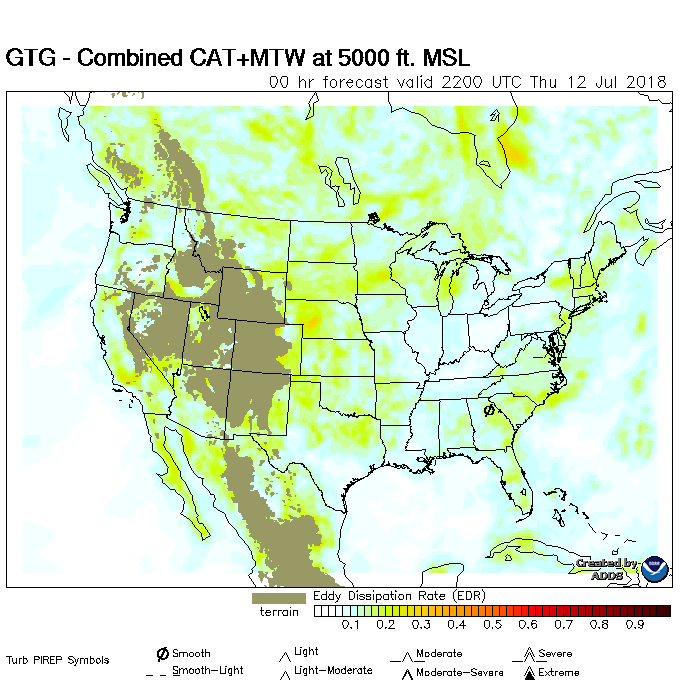 GTG - Combined CAT+MTW at 5000 ft. MSL
00 hr forecast valid 2200 UTC Thu 12 Jul 2018
Created by
ADDS
Eddy Dissipation Rate (EDR)
terrain
0.1 0.2 0.3 0.4 0.5 0.6 0.7 0.8 0.9
Turb PIREP Symbols
Smooth Light Moderate Severe
Smooth-Light Light-Moderate Moderate-Severe Extreme